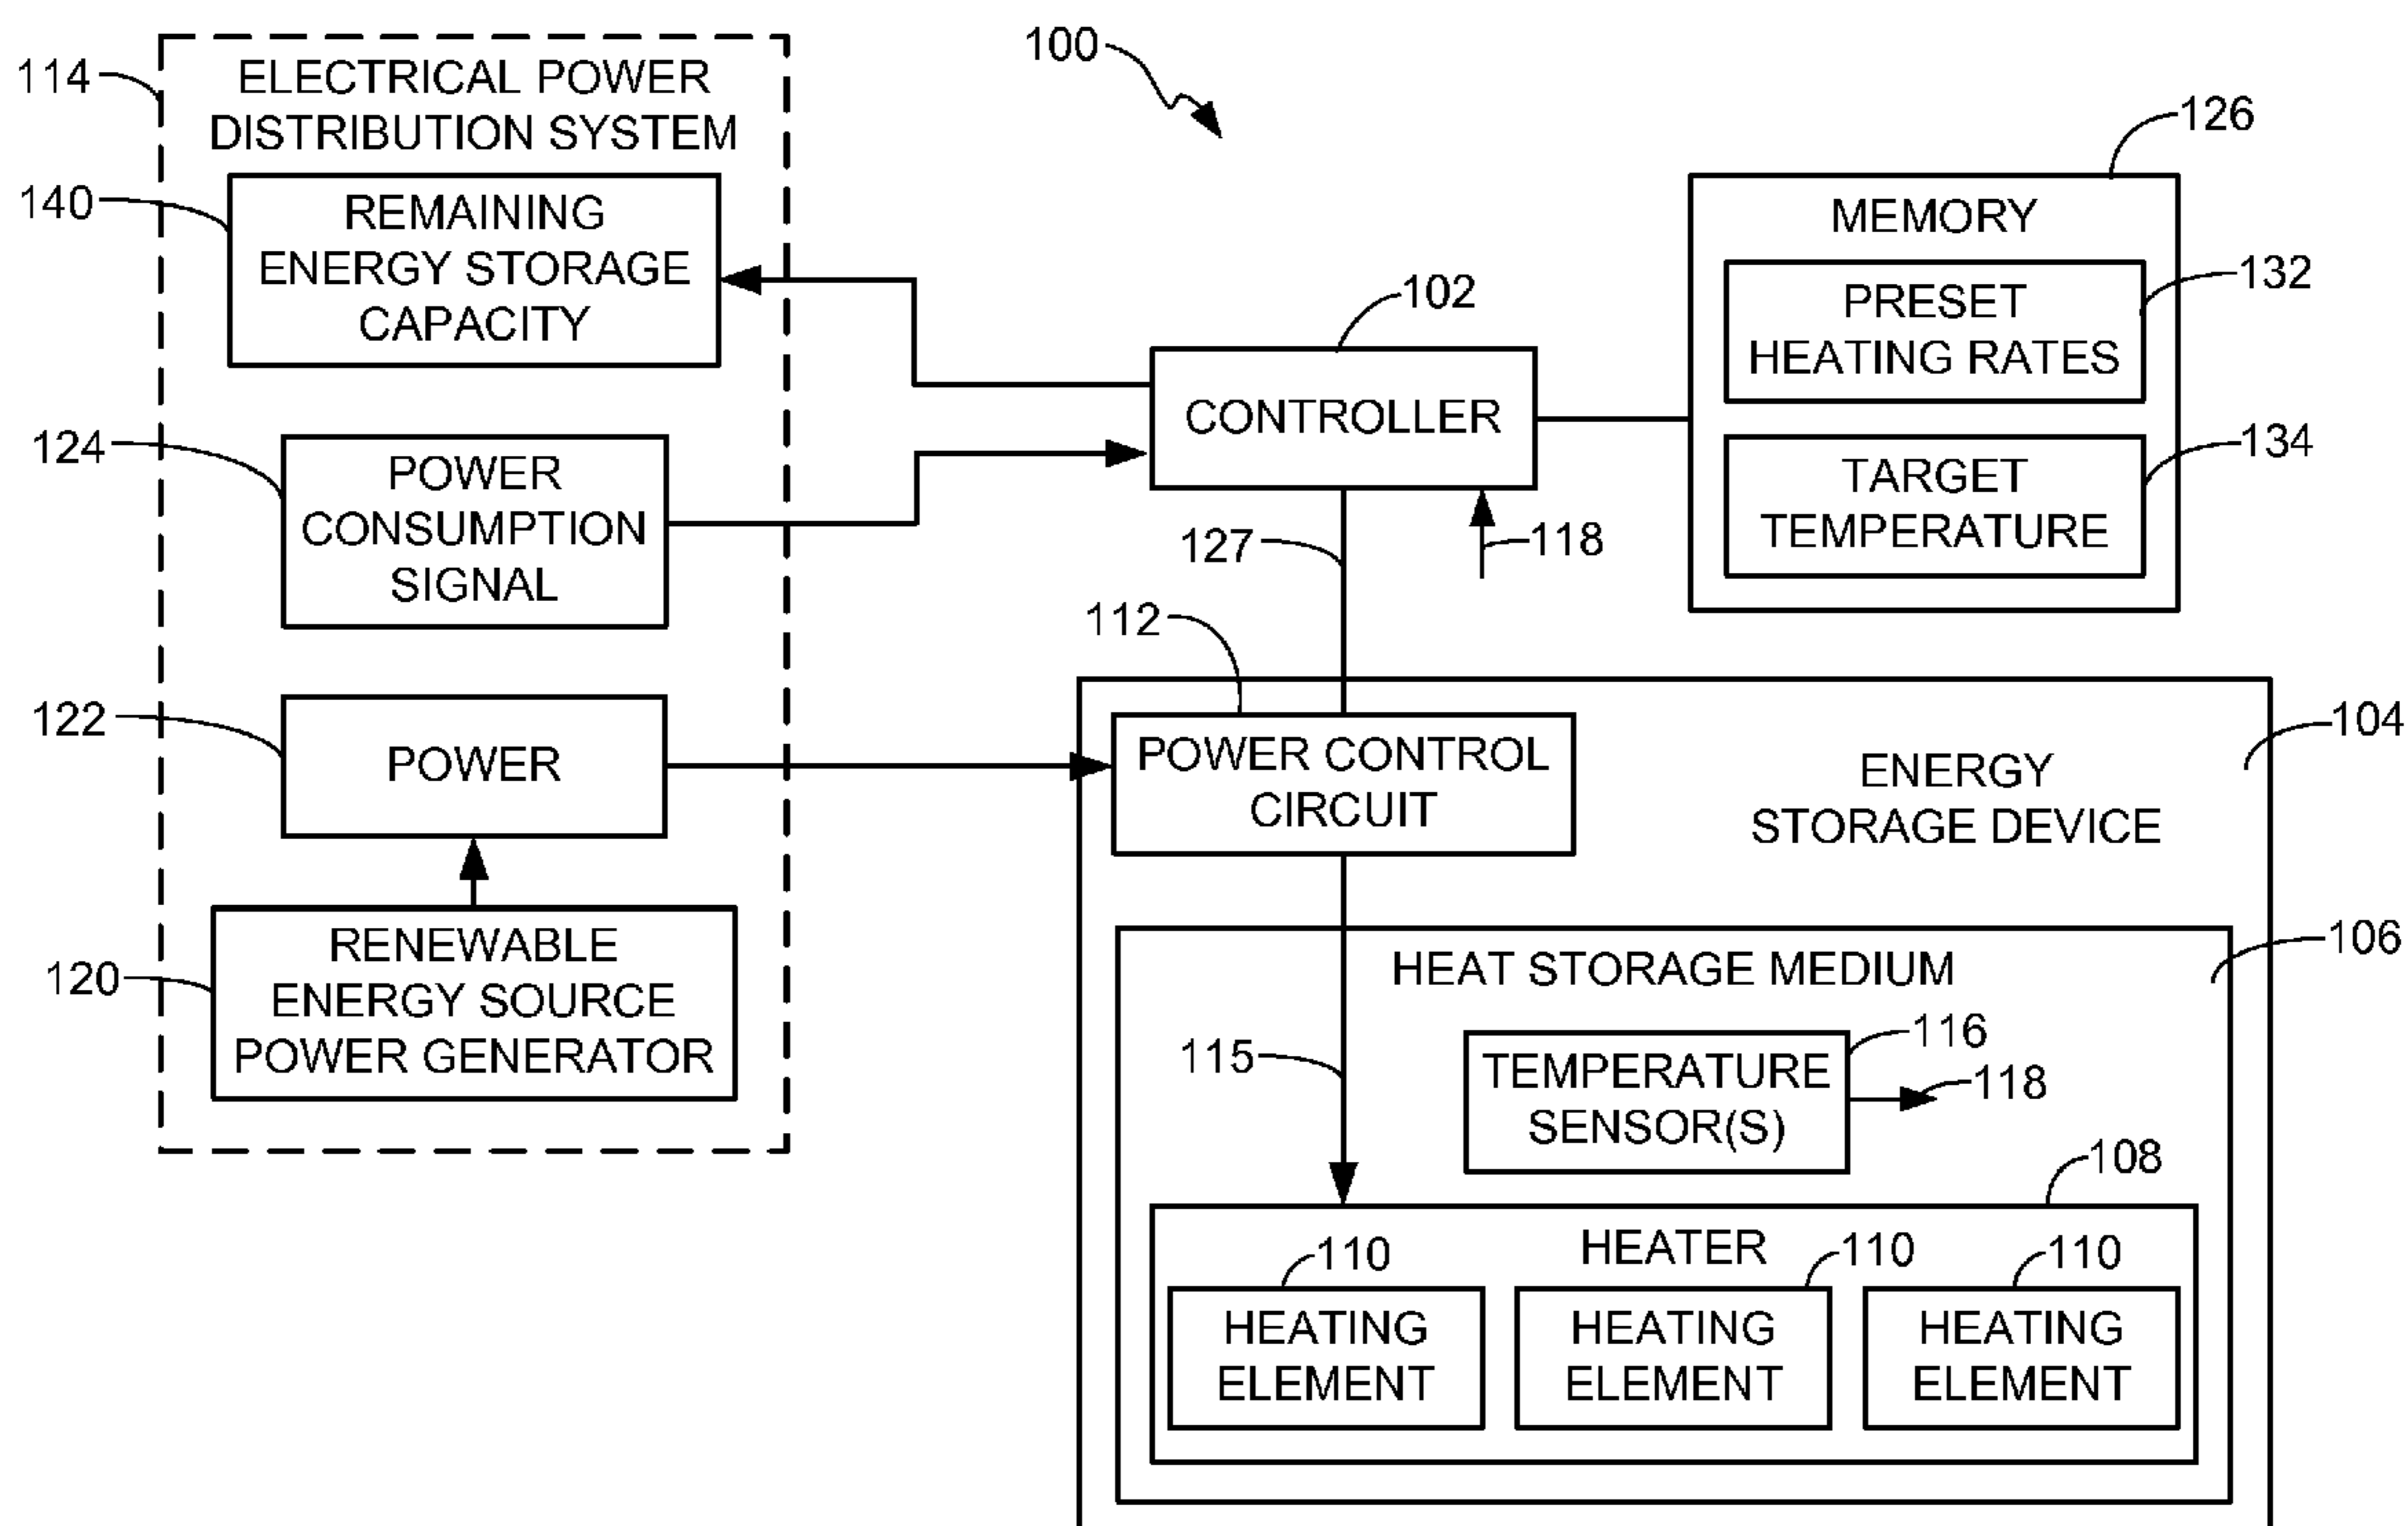 100
114
ELECTRICAL POWER
DISTRIBUTION SYSTEM
140
REMAINING
ENERGY STORAGE
CAPACITY
124
POWER
CONSUMPTION
SIGNAL
122
POWER
120
RENEWABLE
ENERGY SOURCE
POWER GENERATOR
102
CONTROLLER
127
118
126
MEMORY
132
PRESET
HEATING RATES
134
TARGET
TEMPERATURE
112
POWER CONTROL
CIRCUIT
104
ENERGY
STORAGE DEVICE
106
HEAT STORAGE MEDIUM
115
116
TEMPERATURE
SENSOR(S)
118
108
HEATER
110
HEATING
ELEMENT
110
HEATING
ELEMENT
110
HEATING
ELEMENT